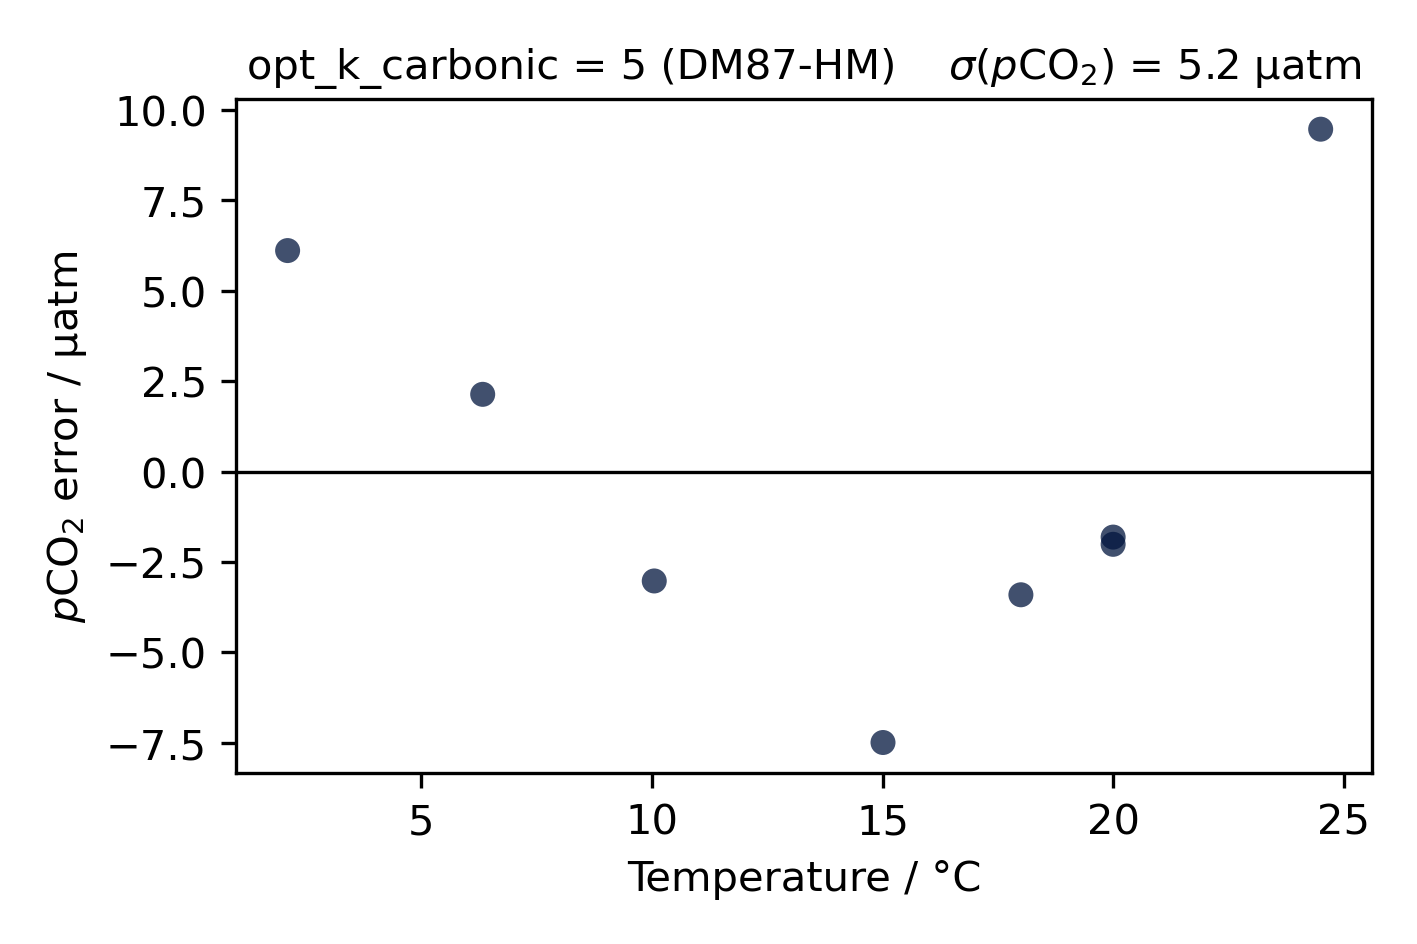 opt_k_carbonic = 5 (DM87-HM) σ(pCO₂) = 5.2 µatm
10.0
7.5
5.0
2.5
0.0
−2.5
−5.0
−7.5
pCO₂ error / µatm
5 10 15 20 25
Temperature / °C